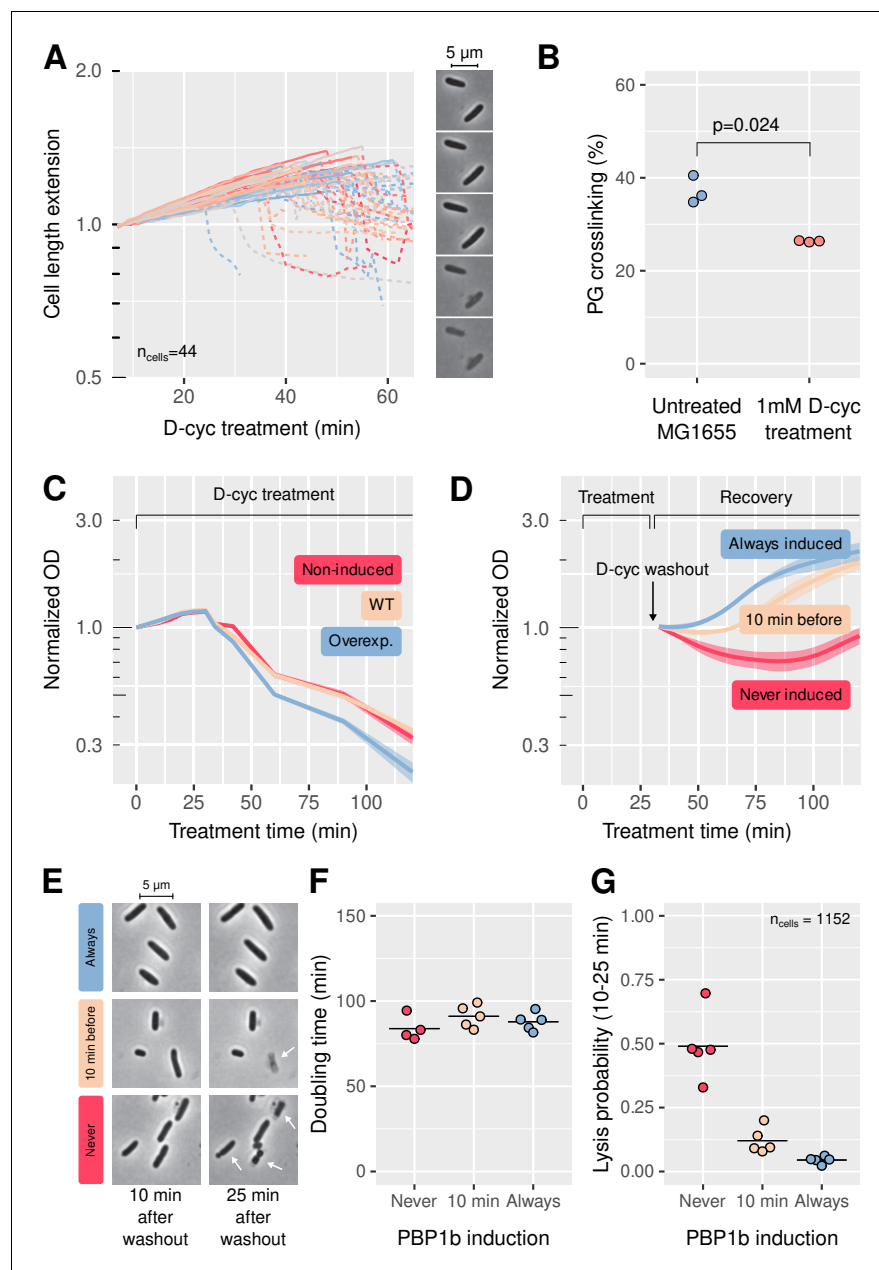 A
2.0
1.0
0.5
Cell length extension
n_cells=44
20
40
60
D-cyc treatment (min)
5 µm
B
60
40
20
0
PG crosslinking (%)
p=0.024
Untreated
MG1655
1mM D-cyc
treatment
C
D-cyc treatment
3.0
1.0
0.3
Normalized OD
Non-induced
WT
Overexp.
0
25
50
75
100
Treatment time (min)
D
Treatment
Recovery
3.0
1.0
0.3
Normalized OD
D-cyc washout
Always induced
10 min before
Never induced
0
25
50
75
100
Treatment time (min)
E
5 µm
Always
10 min before
Never
10 min
after
washout
25 min
after
washout
F
150
100
50
0
Doubling time (min)
Never
10 min
Always
PBP1b induction
G
n_cells = 1152
1.00
0.75
0.50
0.25
0.00
Lysis probability (10-25 min)
Never
10 min
Always
PBP1b induction